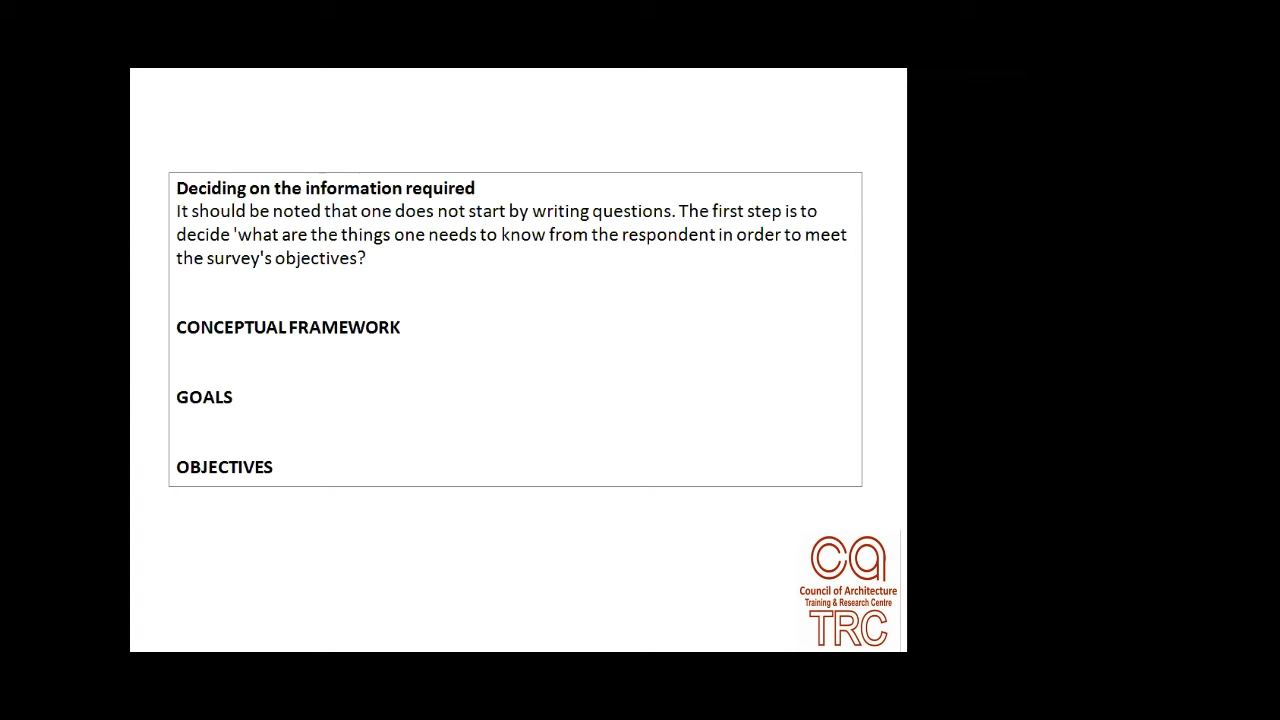 Deciding on the information required
It should be noted that one does not start by writing questions. The first step is to
decide 'what are the things one needs to know from the respondent in order to meet
the survey's objectives?
CONCEPTUAL FRAMEWORK
GOALS
OBJECTIVES
ca
Council of Architecture
Training & Research Centre
TRC